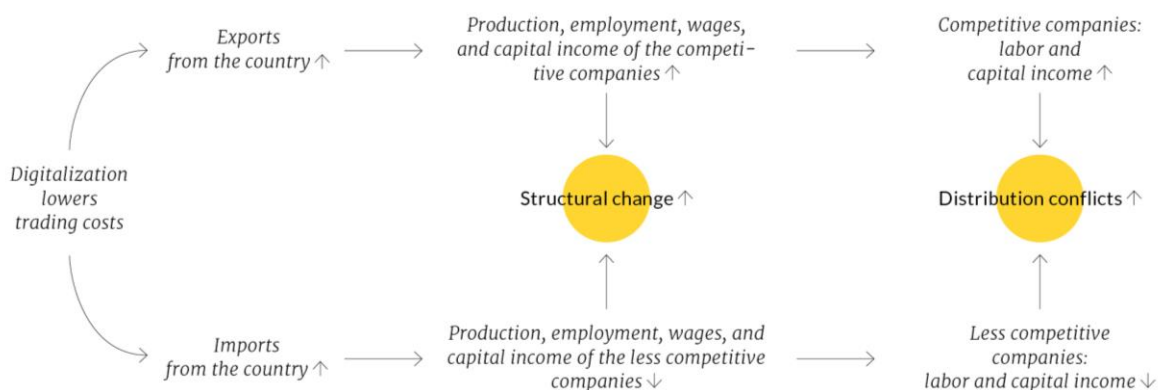 Exports
from the country ↑
Production, employment, wages,
and capital income of the competi-
tive companies ↑
Competitive companies:
labor and
capital income ↑
Digitalization
lowers
trading costs
Structural change ↑
Distribution conflicts ↑
Imports
from the country ↑
Production, employment, wages, and
capital income of the less competitive
companies ↓
Less competitive
companies:
labor and capital income ↓